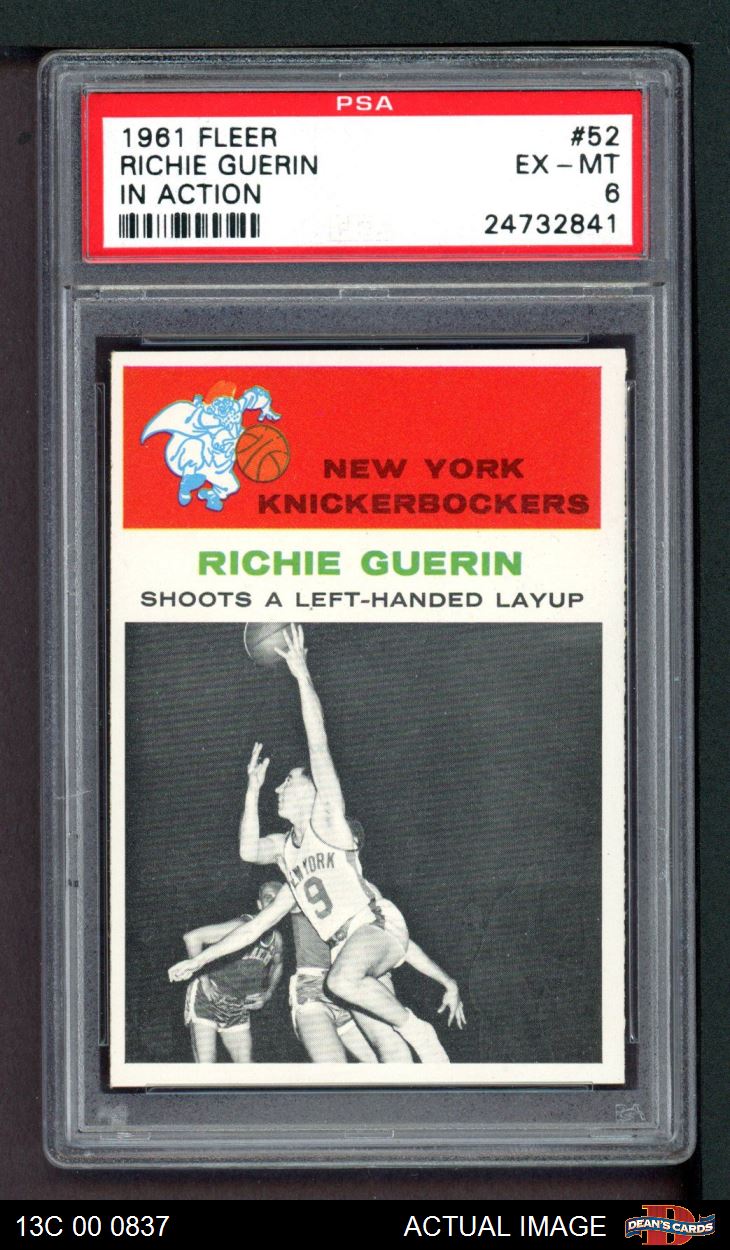 PSA
1961 FLEER #52
RICHIE GUERIN EX - MT
IN ACTION 6
24732841
NEW YORK
KNICKERBOCKERS
RICHIE GUERIN
SHOOTS A LEFT-HANDED LAYUP
YORK
9
13C 00 0837 ACTUAL IMAGE DEAN'S CARDS